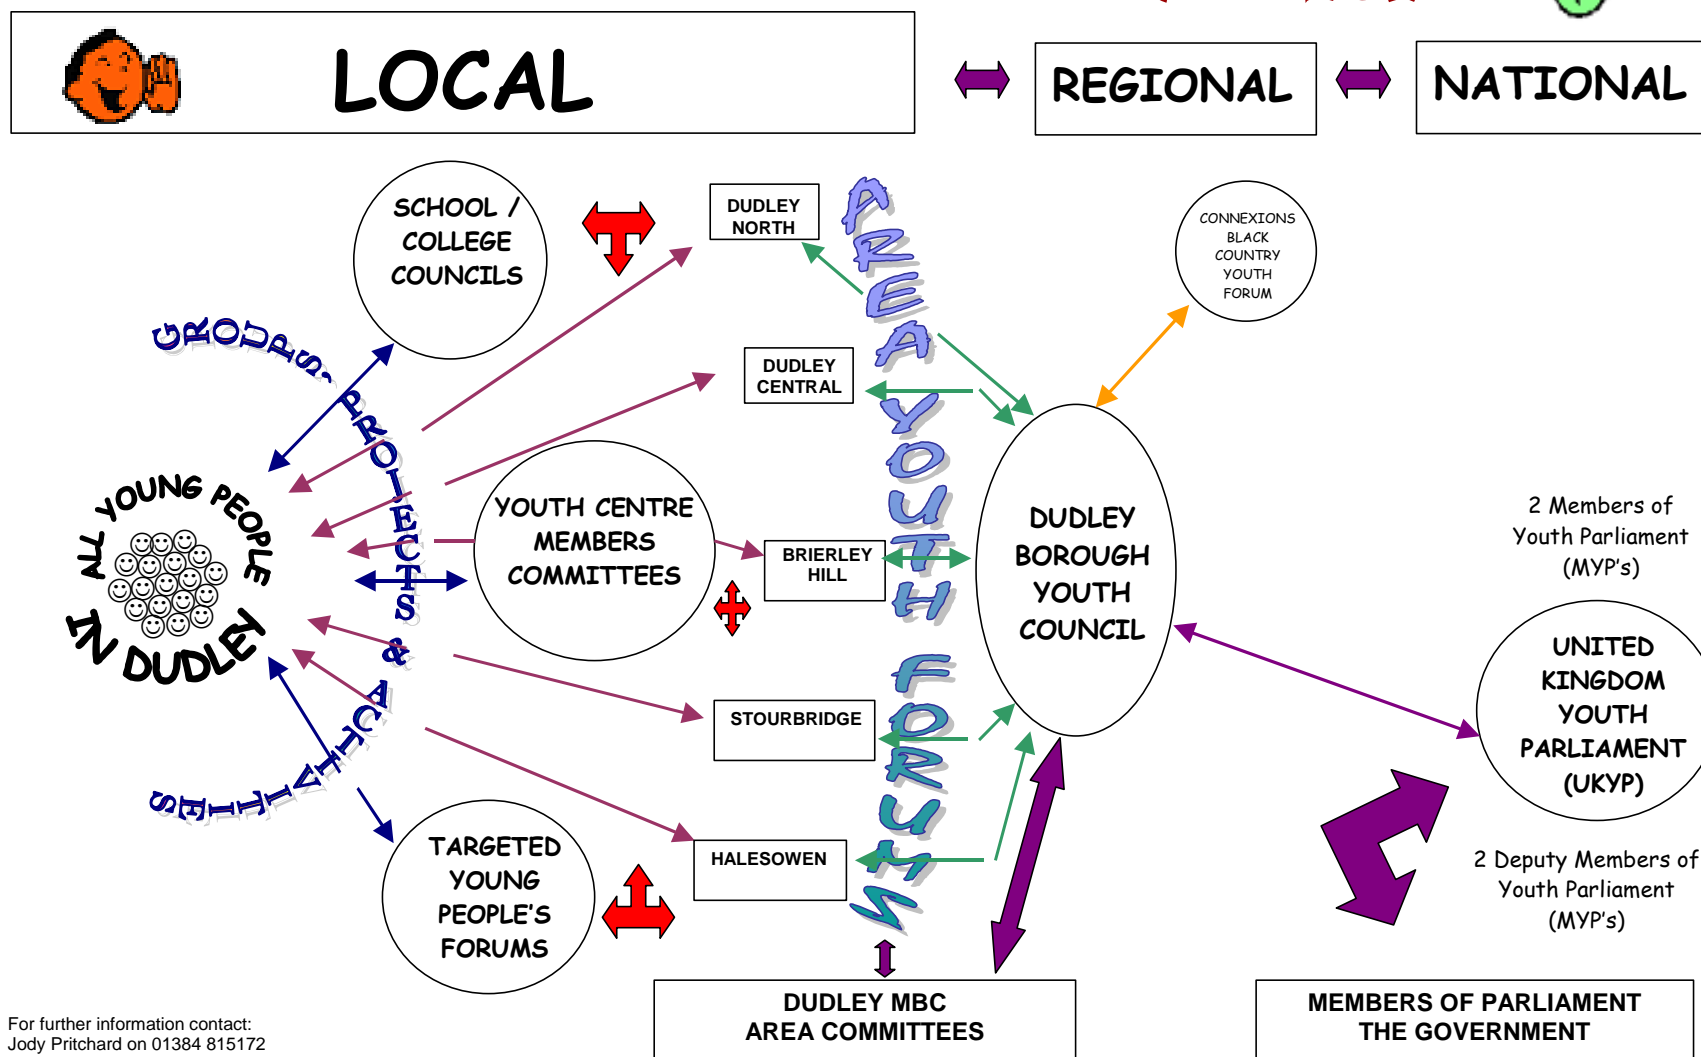 LOCAL
REGIONAL
NATIONAL
SCHOOL /
COLLEGE
COUNCILS
DUDLEY
NORTH
AREA YOUTH FORUMS
CONNEXIONS
BLACK
COUNTRY
YOUTH
FORUM
GROUPS, PROJECTS & ACTIVITIES
DUDLEY
CENTRAL
ALL YOUNG PEOPLE
IN DUDLEY
YOUTH CENTRE
MEMBERS
COMMITTEES
BRIERLEY
HILL
DUDLEY
BOROUGH
YOUTH
COUNCIL
2 Members of
Youth Parliament
(MYP's)
UNITED
KINGDOM
YOUTH
PARLIAMENT
(UKYP)
STOURBRIDGE
HALESOWEN
TARGETED
YOUNG
PEOPLE'S
FORUMS
2 Deputy Members of
Youth Parliament
(MYP's)
DUDLEY MBC
AREA COMMITTEES
MEMBERS OF PARLIAMENT
THE GOVERNMENT
For further information contact:
Jody Pritchard on 01384 815172